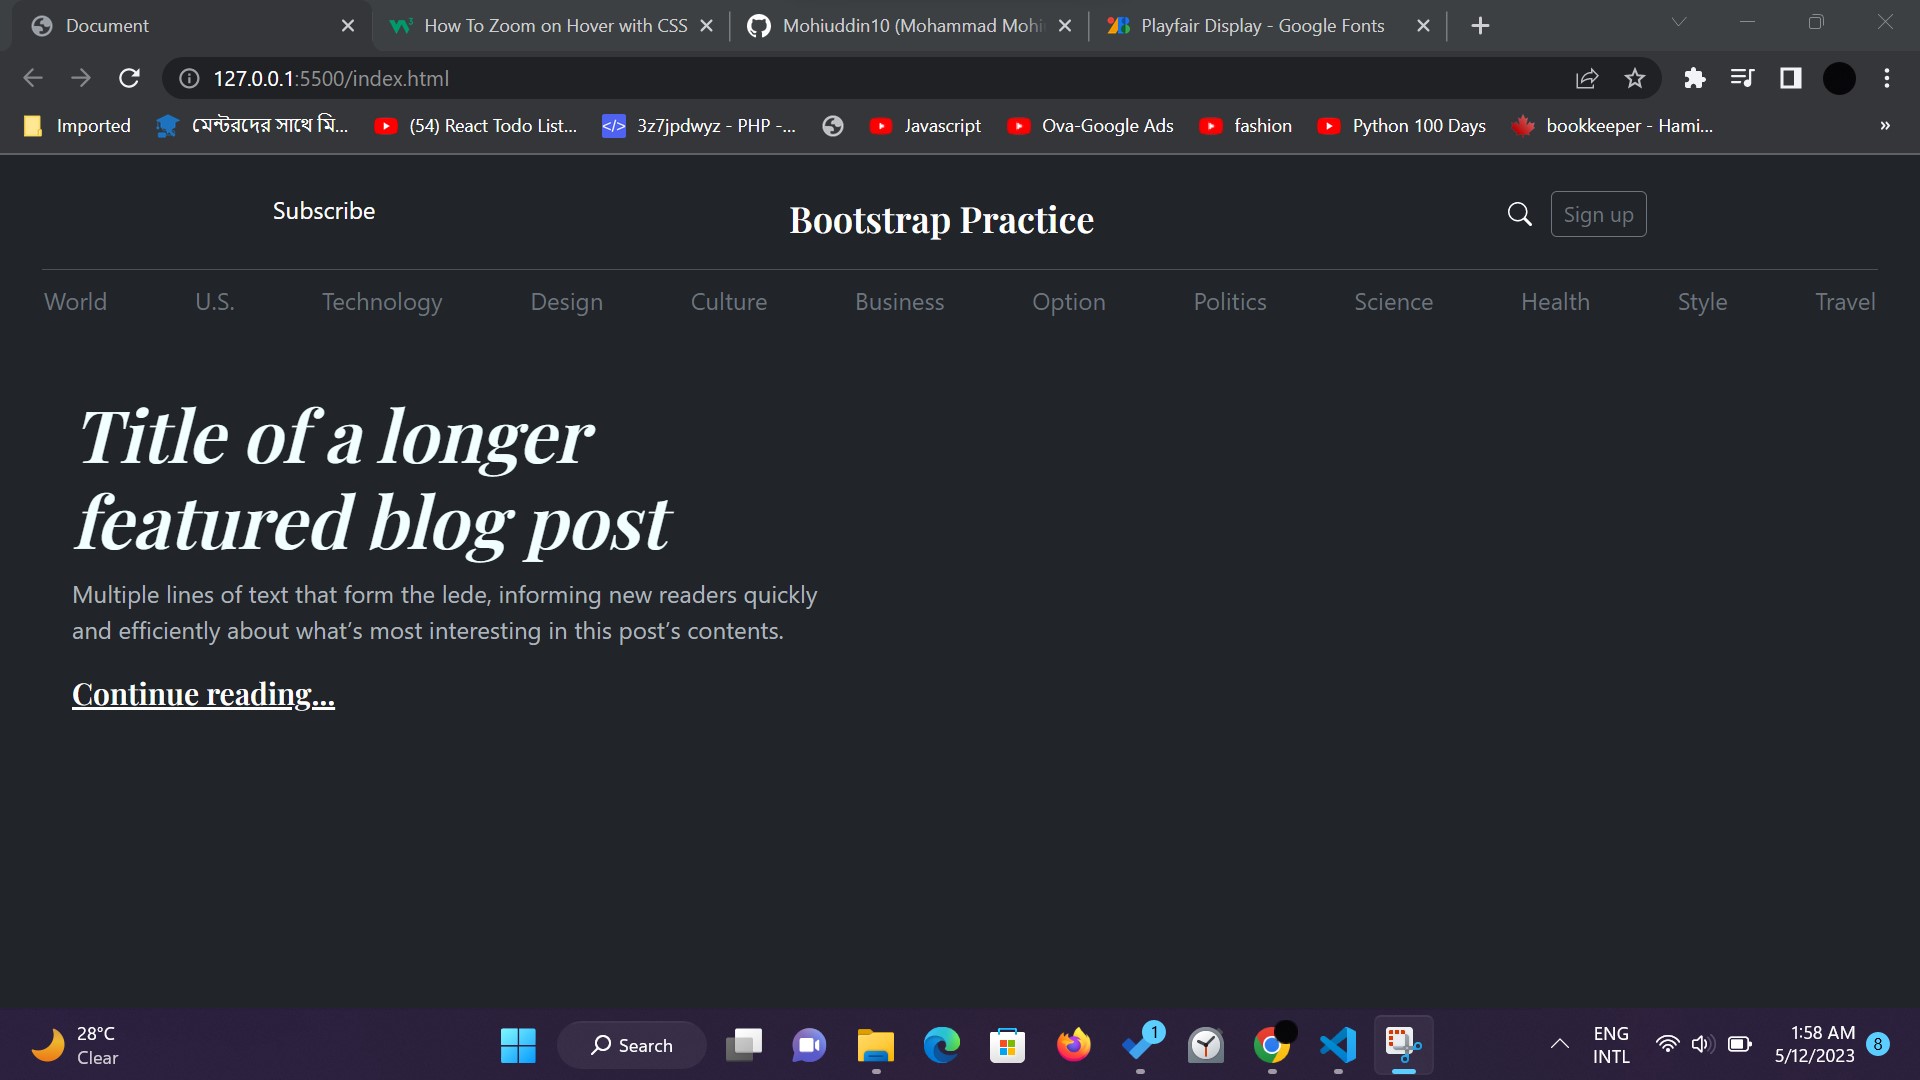 Document
How To Zoom on Hover with CSS
Mohiuddin10 (Mohammad Mohi
Playfair Display - Google Fonts
127.0.0.1:5500/index.html
Imported
মেন্টরদের সাথে মি...
(54) React Todo List...
3z7jpdwyz - PHP -...
Javascript
Ova-Google Ads
fashion
Python 100 Days
bookkeeper - Hami...
»
Subscribe
Bootstrap Practice
Sign up
World
U.S.
Technology
Design
Culture
Business
Option
Politics
Science
Health
Style
Travel
Title of a longer
featured blog post
Multiple lines of text that form the lede, informing new readers quickly
and efficiently about what’s most interesting in this post’s contents.
Continue reading...
28°C
Clear
Search
1
ENG
INTL
1:58 AM
5/12/2023
8